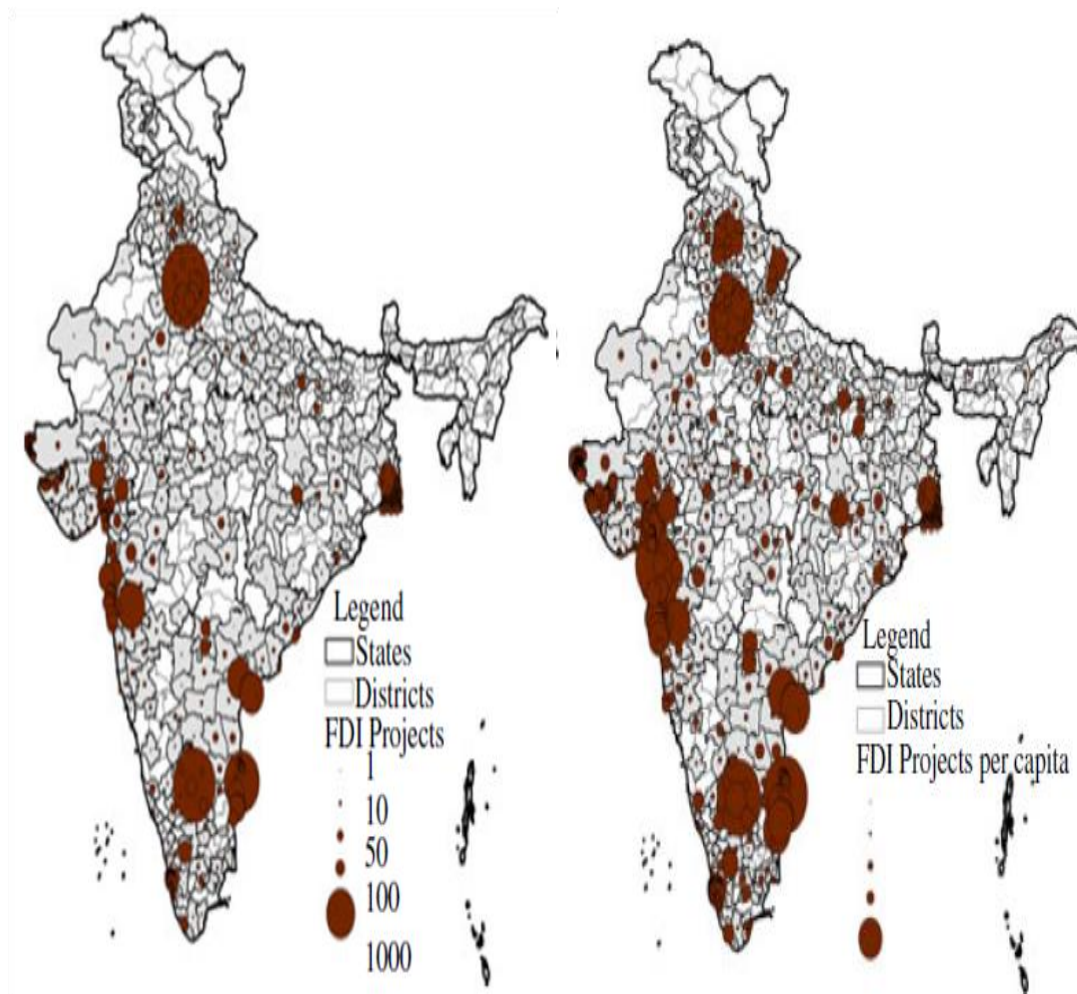 Legend
States
Districts
FDI Projects
1
10
50
100
1000
Legend
States
Districts
FDI Projects per capita